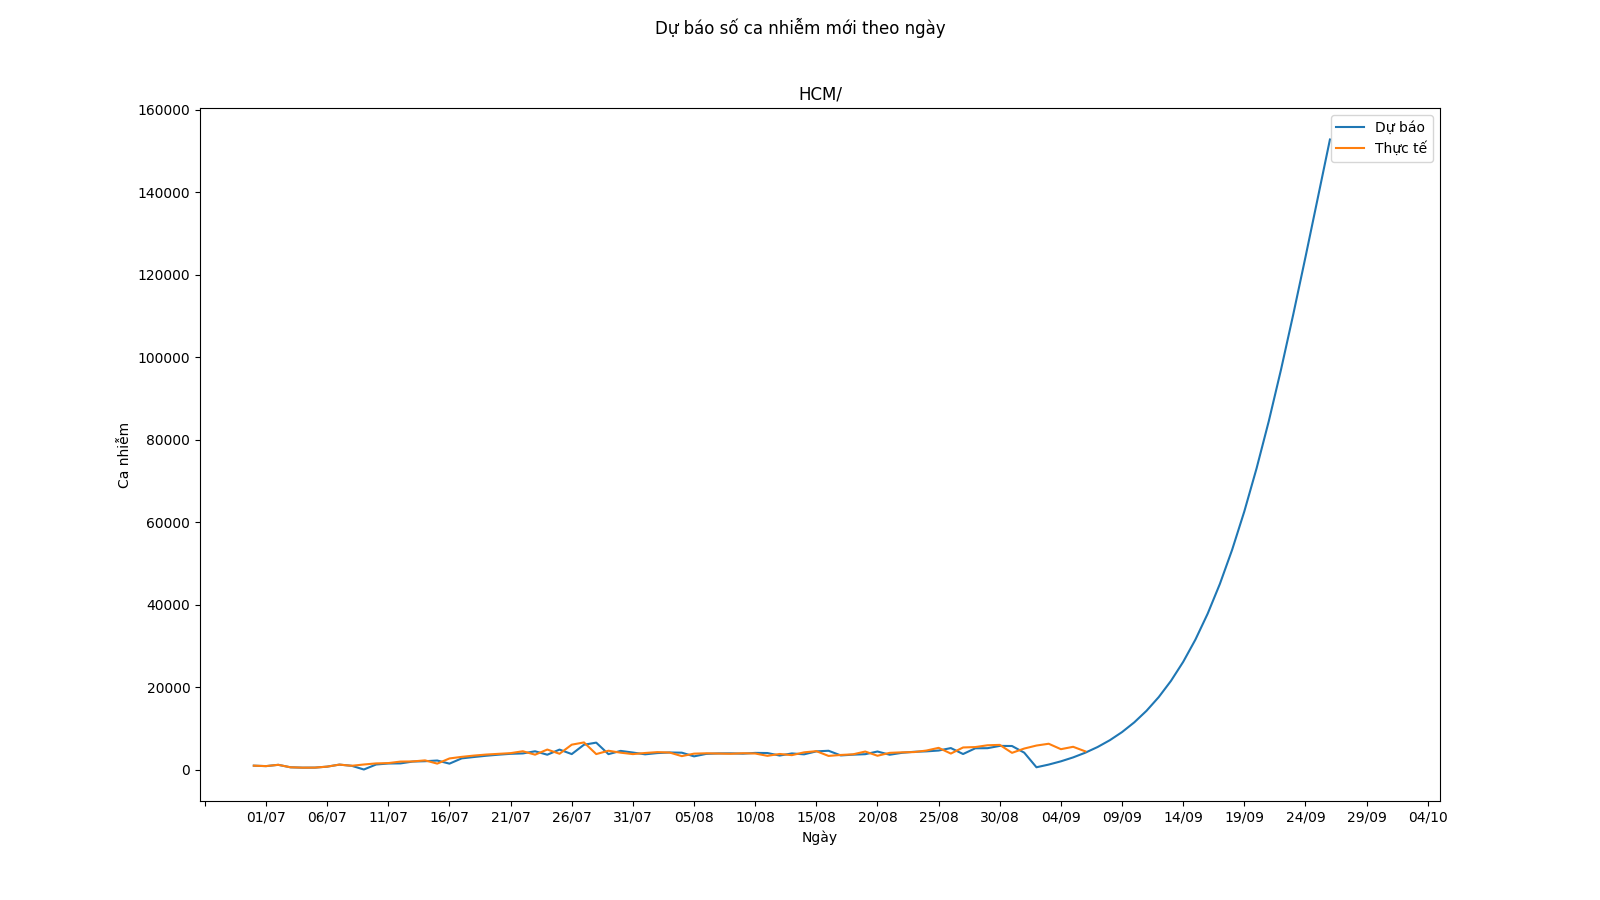 Dự báo số ca nhiễm mới theo ngày
HCM/
160000
140000
120000
100000
80000
60000
40000
20000
0
Ca nhiễm
Dự báo
Thực tế
01/07 06/07 11/07 16/07 21/07 26/07 31/07 05/08 10/08 15/08 20/08 25/08 30/08 04/09 09/09 14/09 19/09 24/09 29/09 04/10
Ngày